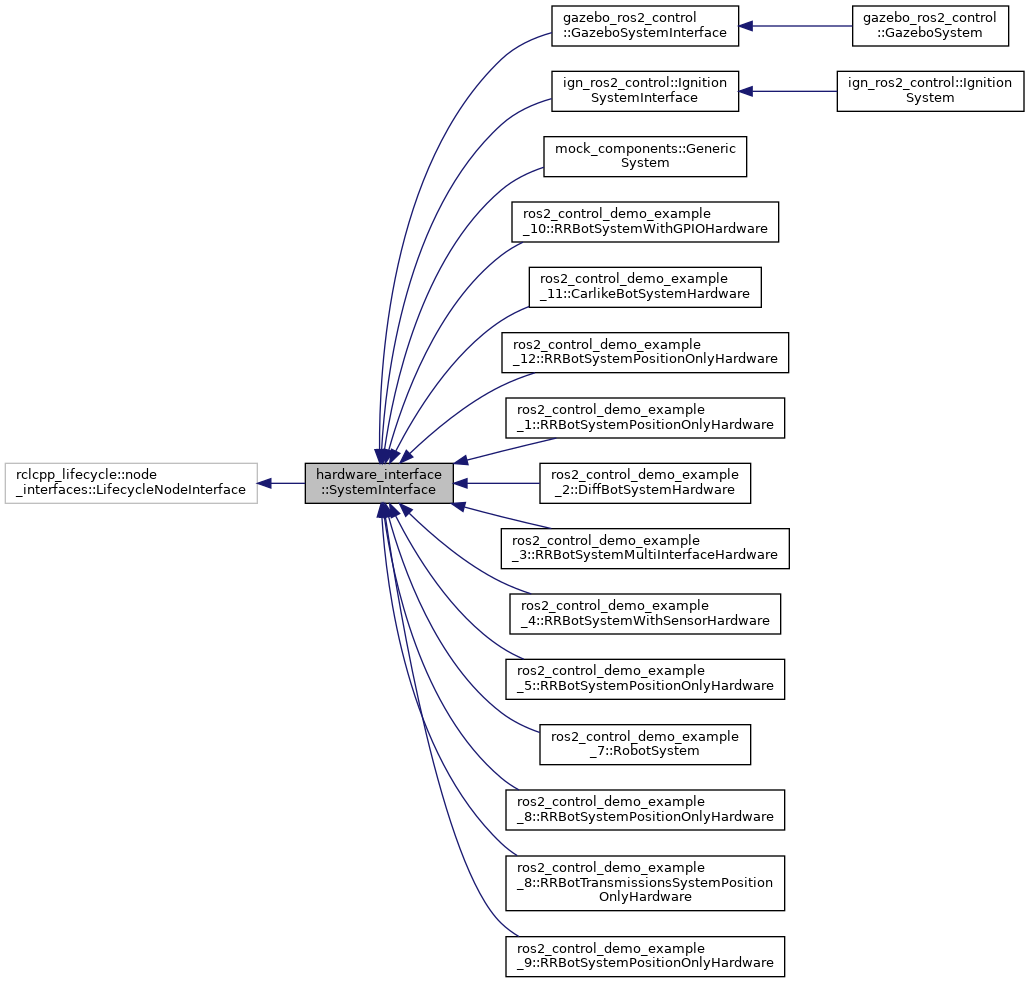 gazebo_ros2_control
::GazeboSystemInterface
gazebo_ros2_control
::GazeboSystem
ign_ros2_control::Ignition
SystemInterface
ign_ros2_control::Ignition
System
mock_components::Generic
System
ros2_control_demo_example
_10::RRBotSystemWithGPIOHardware
ros2_control_demo_example
_11::CarlikeBotSystemHardware
ros2_control_demo_example
_12::RRBotSystemPositionOnlyHardware
ros2_control_demo_example
_1::RRBotSystemPositionOnlyHardware
rclcpp_lifecycle::node
_interfaces::LifecycleNodeInterface
hardware_interface
::SystemInterface
ros2_control_demo_example
_2::DiffBotSystemHardware
ros2_control_demo_example
_3::RRBotSystemMultiInterfaceHardware
ros2_control_demo_example
_4::RRBotSystemWithSensorHardware
ros2_control_demo_example
_5::RRBotSystemPositionOnlyHardware
ros2_control_demo_example
_7::RobotSystem
ros2_control_demo_example
_8::RRBotSystemPositionOnlyHardware
ros2_control_demo_example
_8::RRBotTransmissionsSystemPosition
OnlyHardware
ros2_control_demo_example
_9::RRBotSystemPositionOnlyHardware